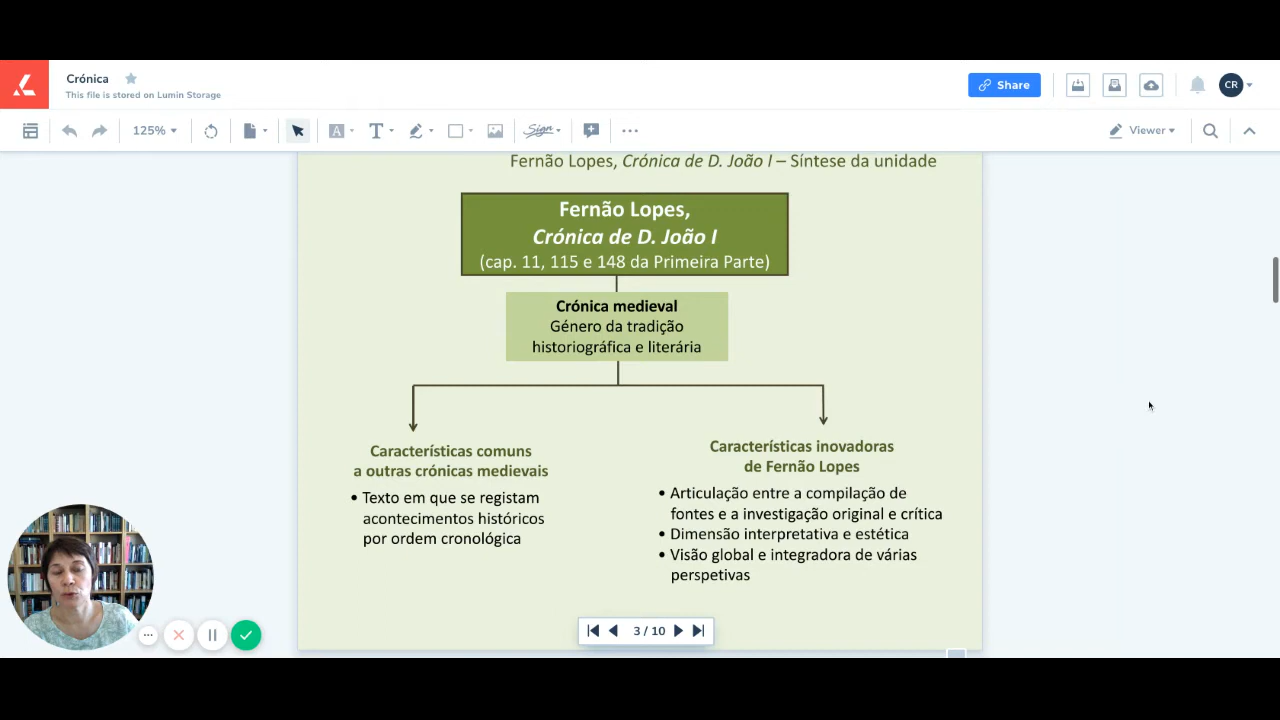 Crónica
This file is stored on Lumin Storage
Share
CR
125%
A
T
Sign
Viewer
Fernão Lopes, Crónica de D. João I – Síntese da unidade
Fernão Lopes,
Crónica de D. João I
(cap. 11, 115 e 148 da Primeira Parte)
Crónica medieval
Género da tradição
historiográfica e literária
Características comuns
a outras crónicas medievais
• Texto em que se registam
acontecimentos históricos
por ordem cronológica
Características inovadoras
de Fernão Lopes
• Articulação entre a compilação de
fontes e a investigação original e crítica
• Dimensão interpretativa e estética
• Visão global e integradora de várias
perspetivas
3 / 10